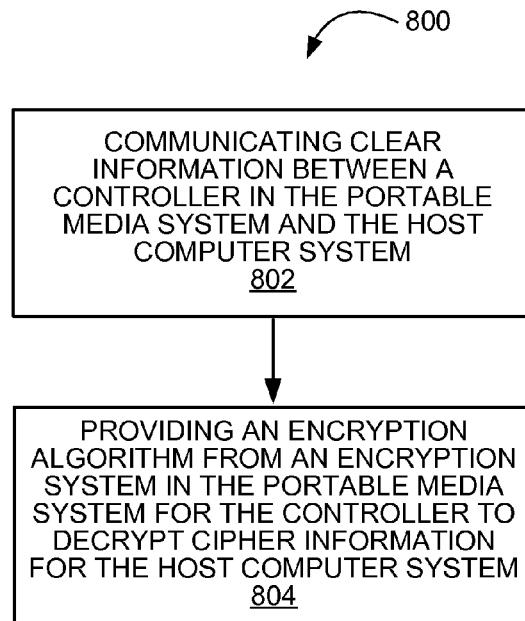 800
COMMUNICATING CLEAR
INFORMATION BETWEEN A
CONTROLLER IN THE PORTABLE
MEDIA SYSTEM AND THE HOST
COMPUTER SYSTEM
802
PROVIDING AN ENCRYPTION
ALGORITHM FROM AN ENCRYPTION
SYSTEM IN THE PORTABLE MEDIA
SYSTEM FOR THE CONTROLLER TO
DECRYPT CIPHER INFORMATION
FOR THE HOST COMPUTER SYSTEM
804